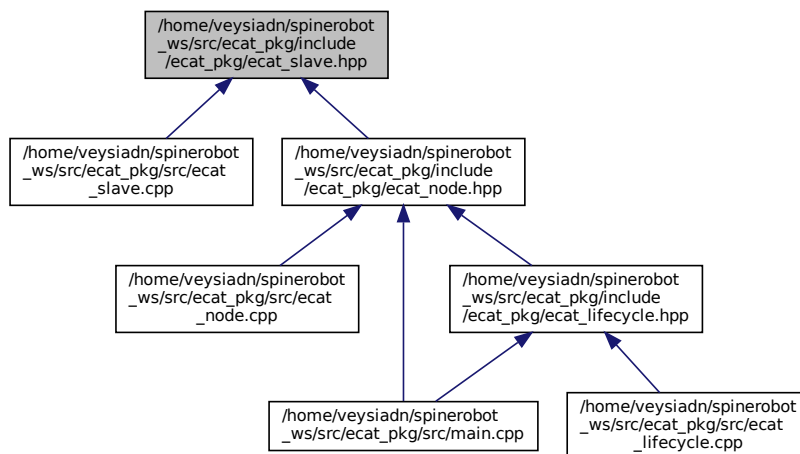 /home/veysiadn/spinerobot
_ws/src/ecat_pkg/include
/ecat_pkg/ecat_slave.hpp
/home/veysiadn/spinerobot
_ws/src/ecat_pkg/src/ecat
_slave.cpp
/home/veysiadn/spinerobot
_ws/src/ecat_pkg/include
/ecat_pkg/ecat_node.hpp
/home/veysiadn/spinerobot
_ws/src/ecat_pkg/src/ecat
_node.cpp
/home/veysiadn/spinerobot
_ws/src/ecat_pkg/include
/ecat_pkg/ecat_lifecycle.hpp
/home/veysiadn/spinerobot
_ws/src/ecat_pkg/src/main.cpp
/home/veysiadn/spinerobot
_ws/src/ecat_pkg/src/ecat
_lifecycle.cpp